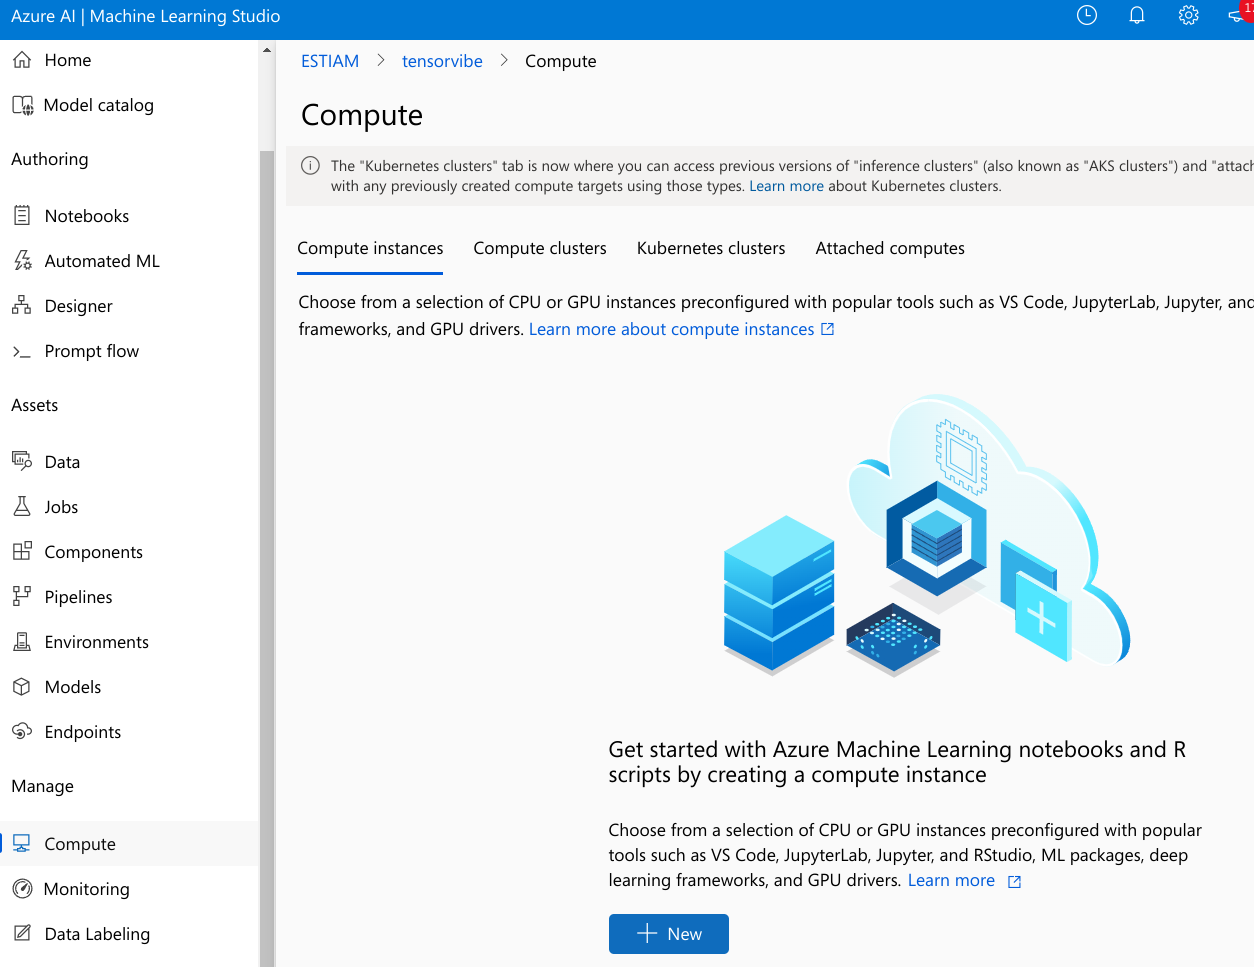 Azure AI | Machine Learning Studio
17
Home
Model catalog
Authoring
Notebooks
Automated ML
Designer
Prompt flow
Assets
Data
Jobs
Components
Pipelines
Environments
Models
Endpoints
Manage
Compute
Monitoring
Data Labeling
ESTIAM > tensorvibe > Compute
Compute
The "Kubernetes clusters" tab is now where you can access previous versions of "inference clusters" (also known as "AKS clusters") and "attach
with any previously created compute targets using those types. Learn more about Kubernetes clusters.
Compute instances Compute clusters Kubernetes clusters Attached computes
Choose from a selection of CPU or GPU instances preconfigured with popular tools such as VS Code, JupyterLab, Jupyter, and
frameworks, and GPU drivers. Learn more about compute instances
Get started with Azure Machine Learning notebooks and R
scripts by creating a compute instance
Choose from a selection of CPU or GPU instances preconfigured with popular
tools such as VS Code, JupyterLab, Jupyter, and RStudio, ML packages, deep
learning frameworks, and GPU drivers. Learn more
New